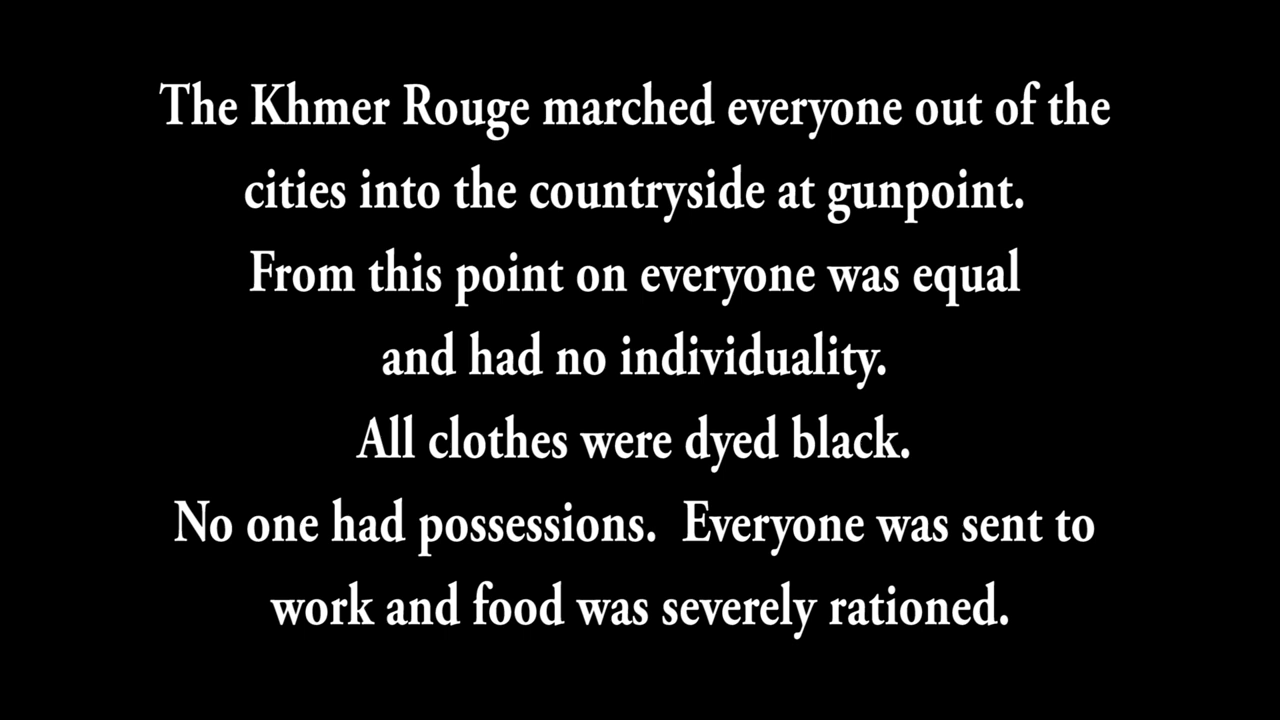 The Khmer Rouge marched everyone out of the
cities into the countryside at gunpoint.
From this point on everyone was equal
and had no individuality.
All clothes were dyed black.
No one had possessions.  Everyone was sent to
work and food was severely rationed.